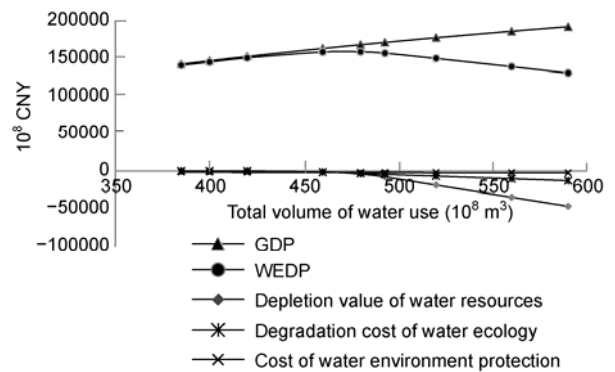 200000
150000
100000
50000
0
−50000
−100000
10⁸ CNY
350 400 450 500 550 600
Total volume of water use (10⁸ m³)
GDP
WEDP
Depletion value of water resources
Degradation cost of water ecology
Cost of water environment protection